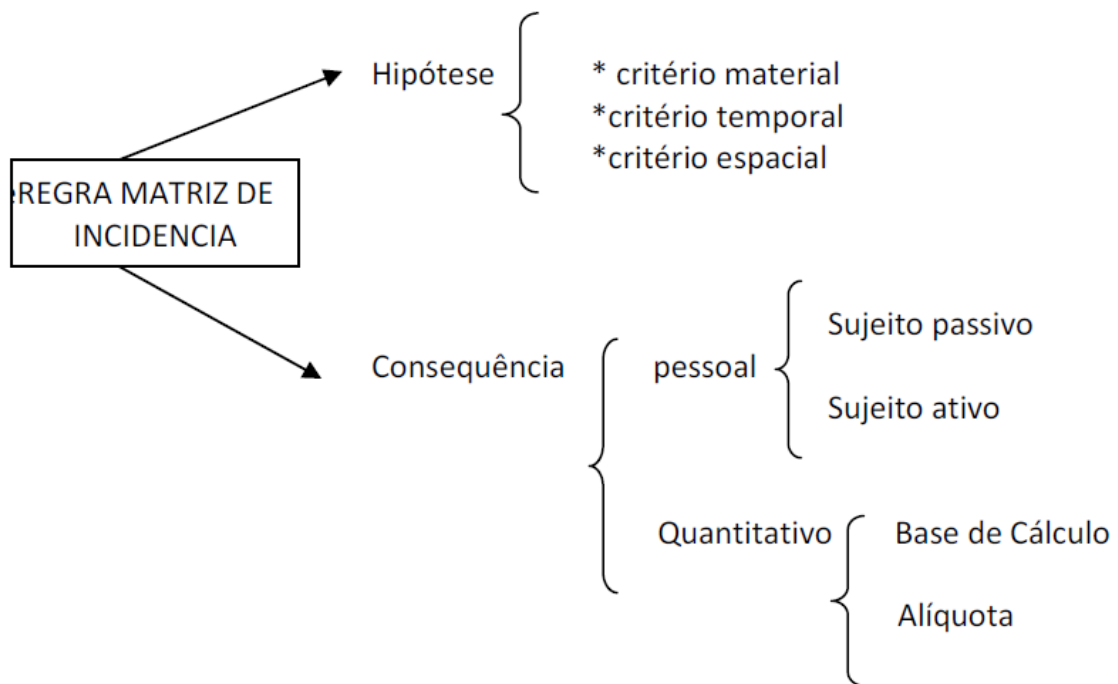 Hipótese
* critério material
*critério temporal
*critério espacial
REGRA MATRIZ DE
INCIDENCIA
Consequência
pessoal
Sujeito passivo
Sujeito ativo
Quantitativo
Base de Cálculo
Alíquota